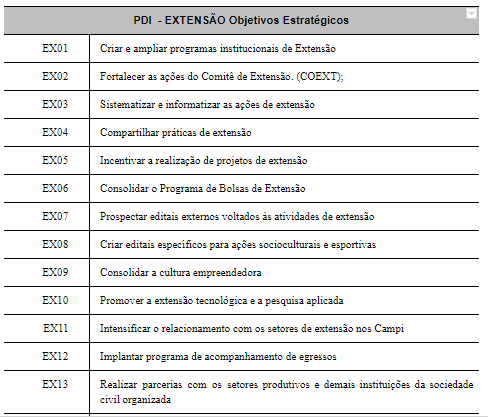 PDI - EXTENSÃO Objetivos Estratégicos
EX01 Criar e ampliar programas institucionais de Extensão
EX02 Fortalecer as ações do Comitê de Extensão. (COEXT);
EX03 Sistematizar e informatizar as ações de extensão
EX04 Compartilhar práticas de extensão
EX05 Incentivar a realização de projetos de extensão
EX06 Consolidar o Programa de Bolsas de Extensão
EX07 Prospectar editais externos voltados às atividades de extensão
EX08 Criar editais específicos para ações socioculturais e esportivas
EX09 Consolidar a cultura empreendedora
EX10 Promover a extensão tecnológica e a pesquisa aplicada
EX11 Intensificar o relacionamento com os setores de extensão nos Campi
EX12 Implantar programa de acompanhamento de egressos
EX13 Realizar parcerias com os setores produtivos e demais instituições da sociedade
civil organizada